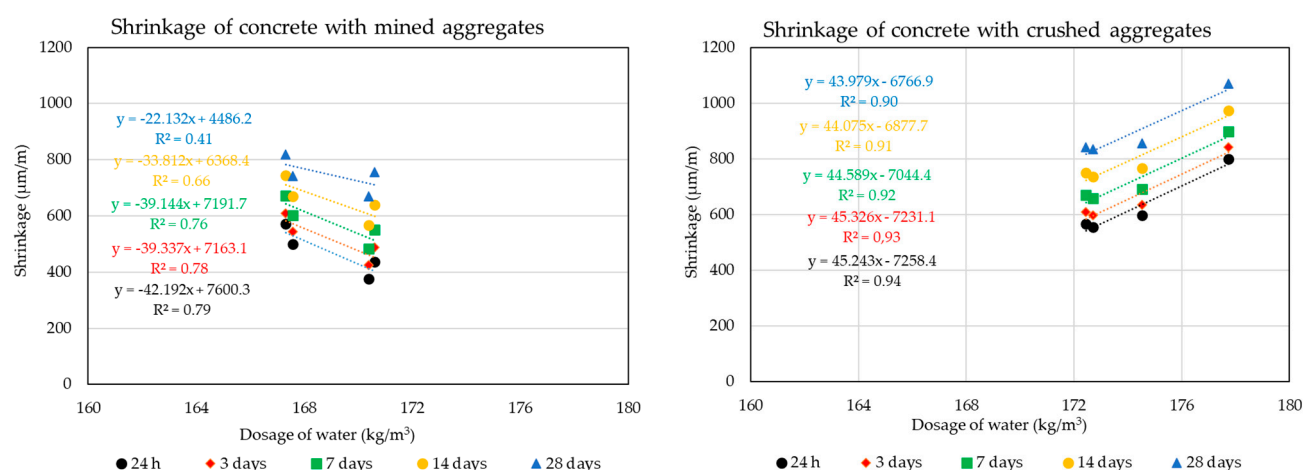 Shrinkage of concrete with mined aggregates
1200
1000
800
600
400
200
0
Shrinkage (µm/m)
y = -22.132x + 4486.2
R² = 0.41
-33.812x + 6368.4
R² = 0.66
y = -39.144x + 7191.7
R² = 0.76
y = -39.337x + 7163.1
R² = 0.78
y = -42.192x + 7600.3
R² = 0.79
160
164
168
172
176
180
Dosage of water (kg/m³)
24 h
3 days
7 days
14 days
28 days
Shrinkage of concrete with crushed aggregates
1200
1000
800
600
400
200
0
Shrinkage (µm/m)
y = 43.979x - 6766.9
R² = 0.90
y = 44.075x - 6877.7
R² = 0.91
y = 44.589x - 7044.4
R² = 0.92
y = 45.326x - 7231.1
R² = 0,93
y = 45.243x - 7258.4
R² = 0.94
160
164
168
172
176
180
Dosage of water (kg/m³)
24 h
3 days
7 days
14 days
28 days